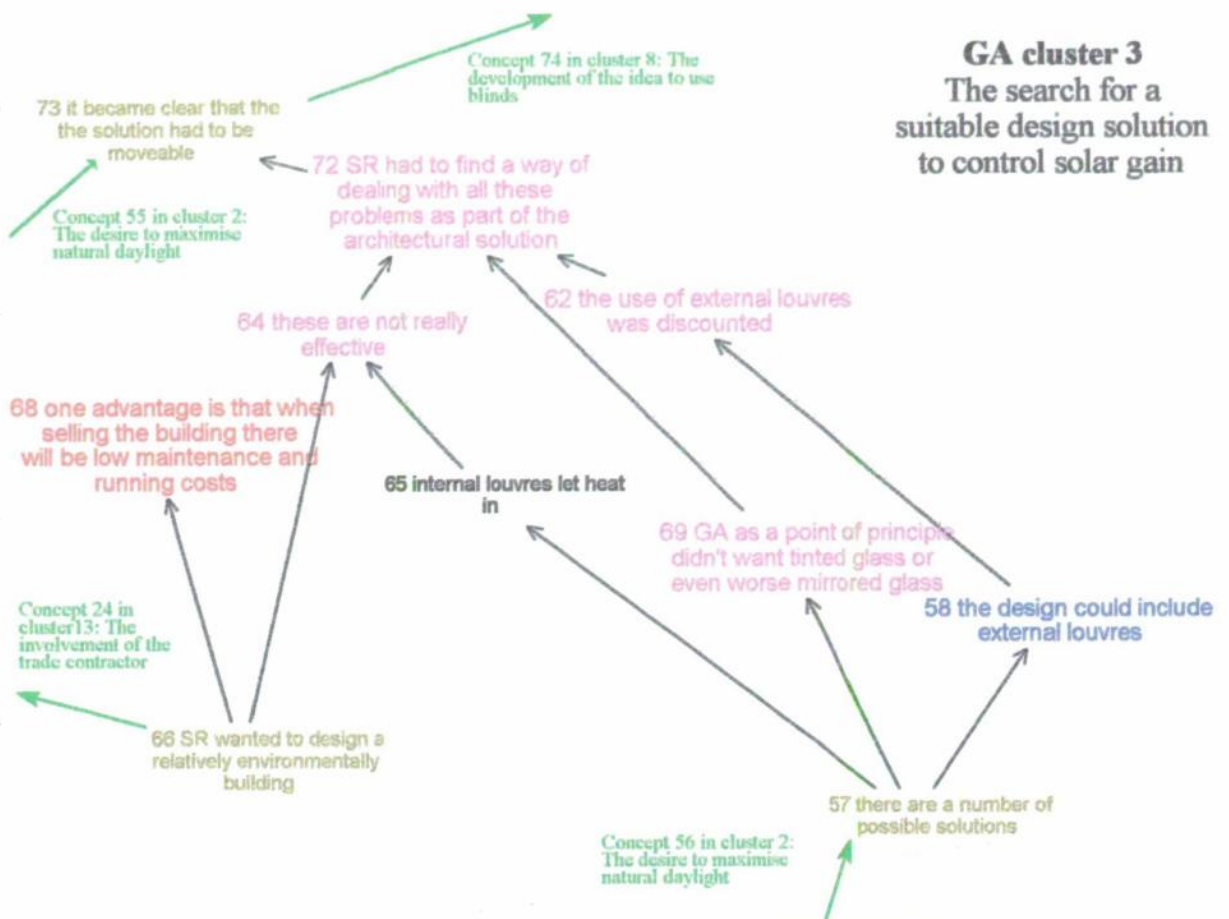 GA cluster 3
The search for a
suitable design solution
to control solar gain
Concept 74 in cluster 8: The
development of the idea to use
blinds
73 it became clear that the
the solution had to be
moveable
72 SR had to find a way of
dealing with all these
problems as part of the
architectural solution
Concept 55 in cluster 2:
The desire to maximise
natural daylight
62 the use of external louvres
was discounted
64 these are not really
effective
68 one advantage is that when
selling the building there
will be low maintenance and
running costs
65 internal louvres let heat
in
69 GA as a point of principle
didn't want tinted glass or
even worse mirrored glass
58 the design could include
external louvres
Concept 24 in
cluster13: The
involvement of the
trade contractor
66 SR wanted to design a
relatively environmentally
building
57 there are a number of
possible solutions
Concept 56 in cluster 2:
The desire to maximise
natural daylight